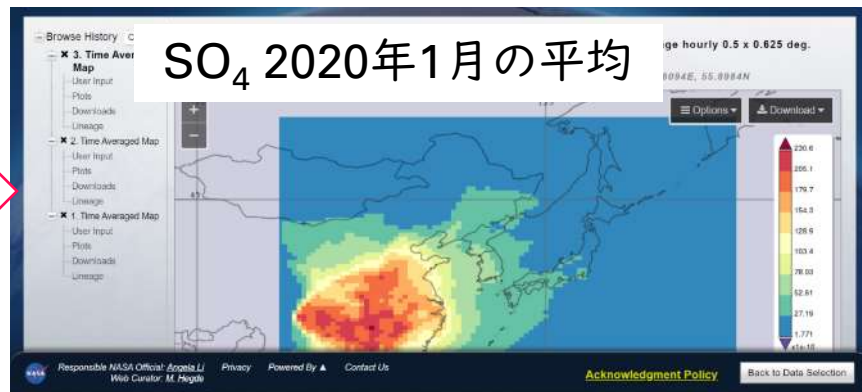 Browse History
SO₄ 2020年1月の平均
ge hourly 0.5 x 0.625 deg.
3. Time Aver
Map
User Input
Plots
Downloads
Lineage
2. Time Averaged Map
User Input
Plots
Downloads
Lineage
1. Time Averaged Map
User Input
Plots
Downloads
Lineage
+
−
Options
Download
230.6
205.1
179.7
154.3
128.9
103.4
78.03
52.61
27.19
1.771
x1e-10
Responsible NASA Official: Angela Li
Web Curator: M. Hegde
Privacy
Powered By
Contact Us
Acknowledgment Policy
Back to Data Selection
NASA